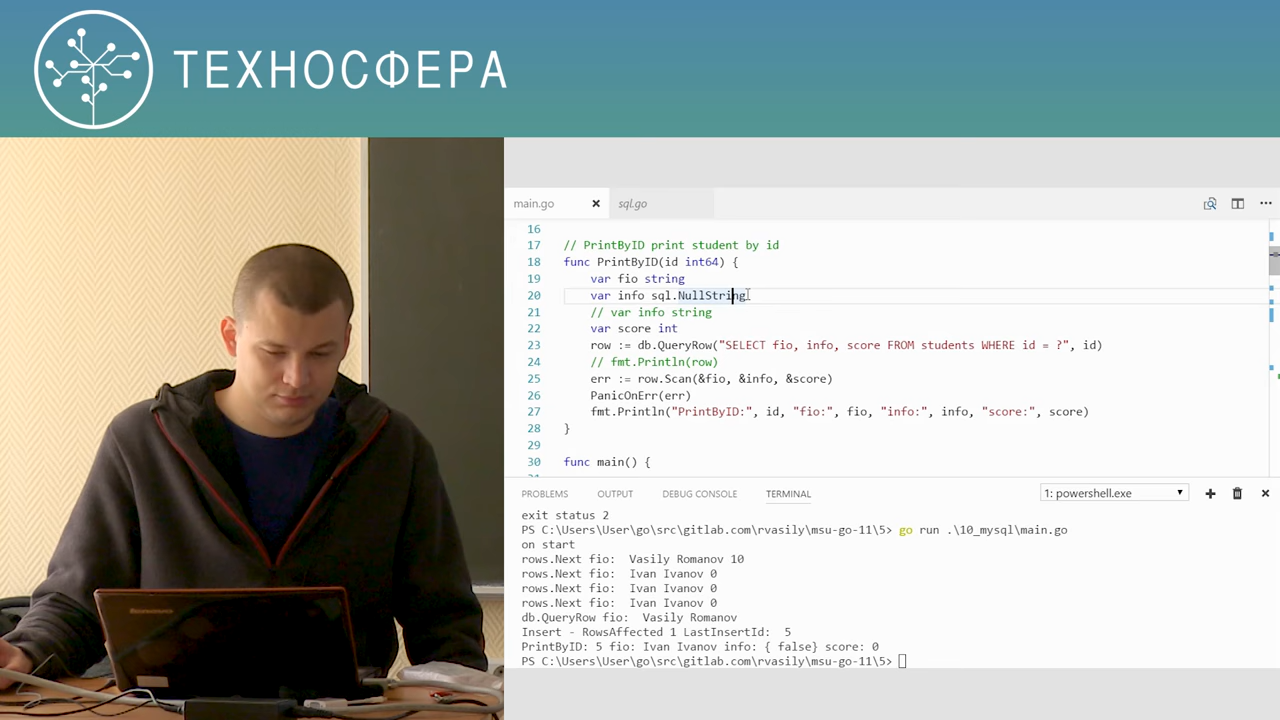 ТЕХНОСФЕРА
main.go
sql.go
16
17 // PrintByID print student by id
18 func PrintByID(id int64) {
19 var fio string
20 var info sql.NullString
21 // var info string
22 var score int
23 row := db.QueryRow("SELECT fio, info, score FROM students WHERE id = ?", id)
24 // fmt.Println(row)
25 err := row.Scan(&fio, &info, &score)
26 PanicOnErr(err)
27 fmt.Println("PrintByID:", id, "fio:", fio, "info:", info, "score:", score)
28 }
29
30 func main() {
PROBLEMS OUTPUT DEBUG CONSOLE TERMINAL 1: powershell.exe
exit status 2
PS C:\Users\User\go\src\gitlab.com\rvasily\msu-go-11\5> go run .\10_mysql\main.go
on start
rows.Next fio: Vasily Romanov 10
rows.Next fio: Ivan Ivanov 0
rows.Next fio: Ivan Ivanov 0
rows.Next fio: Ivan Ivanov 0
db.QueryRow fio: Vasily Romanov
Insert - RowsAffected 1 LastInsertId: 5
PrintByID: 5 fio: Ivan Ivanov info: { false} score: 0
PS C:\Users\User\go\src\gitlab.com\rvasily\msu-go-11\5>